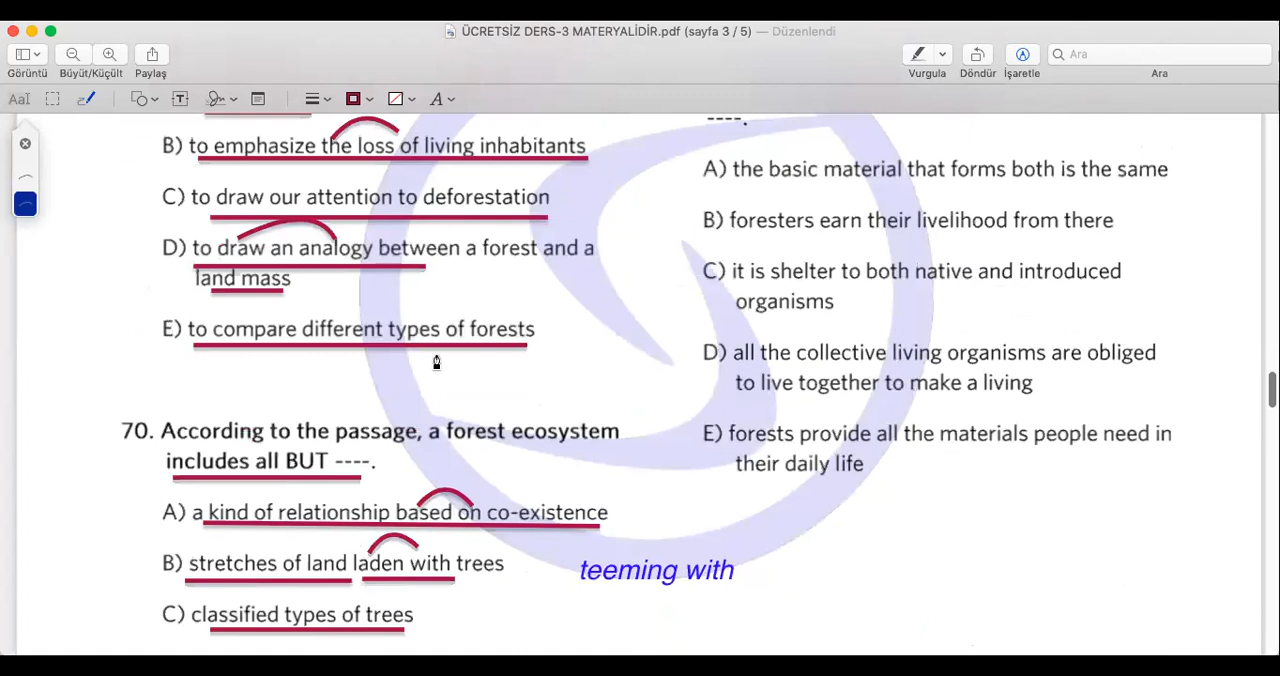 ÜCRETSİZ DERS-3 MATERYALİDİR.pdf (sayfa 3 / 5) — Düzenlendi
Görüntü
Büyüt/Küçült
Paylaş
Vurgula
Döndür
İşaretle
Ara
Ara
B) to emphasize the loss of living inhabitants
C) to draw our attention to deforestation
D) to draw an analogy between a forest and a
land mass
E) to compare different types of forests
70. According to the passage, a forest ecosystem
includes all BUT ----.
A) a kind of relationship based on co-existence
B) stretches of land laden with trees
teeming with
C) classified types of trees
----.
A) the basic material that forms both is the same
B) foresters earn their livelihood from there
C) it is shelter to both native and introduced
organisms
D) all the collective living organisms are obliged
to live together to make a living
E) forests provide all the materials people need in
their daily life